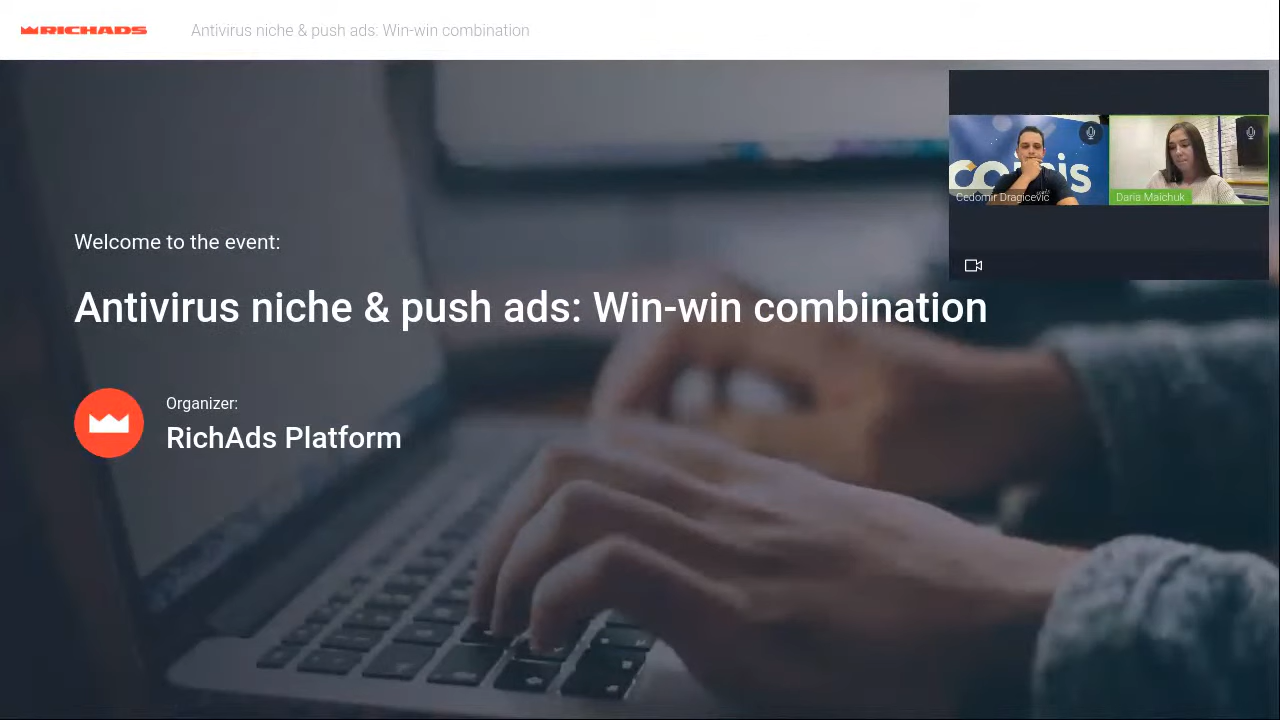 RICHADS
Antivirus niche & push ads: Win-win combination
Cedomir Dragicevic
Daria Maichuk
Welcome to the event:
Antivirus niche & push ads: Win-win combination
Organizer:
RichAds Platform